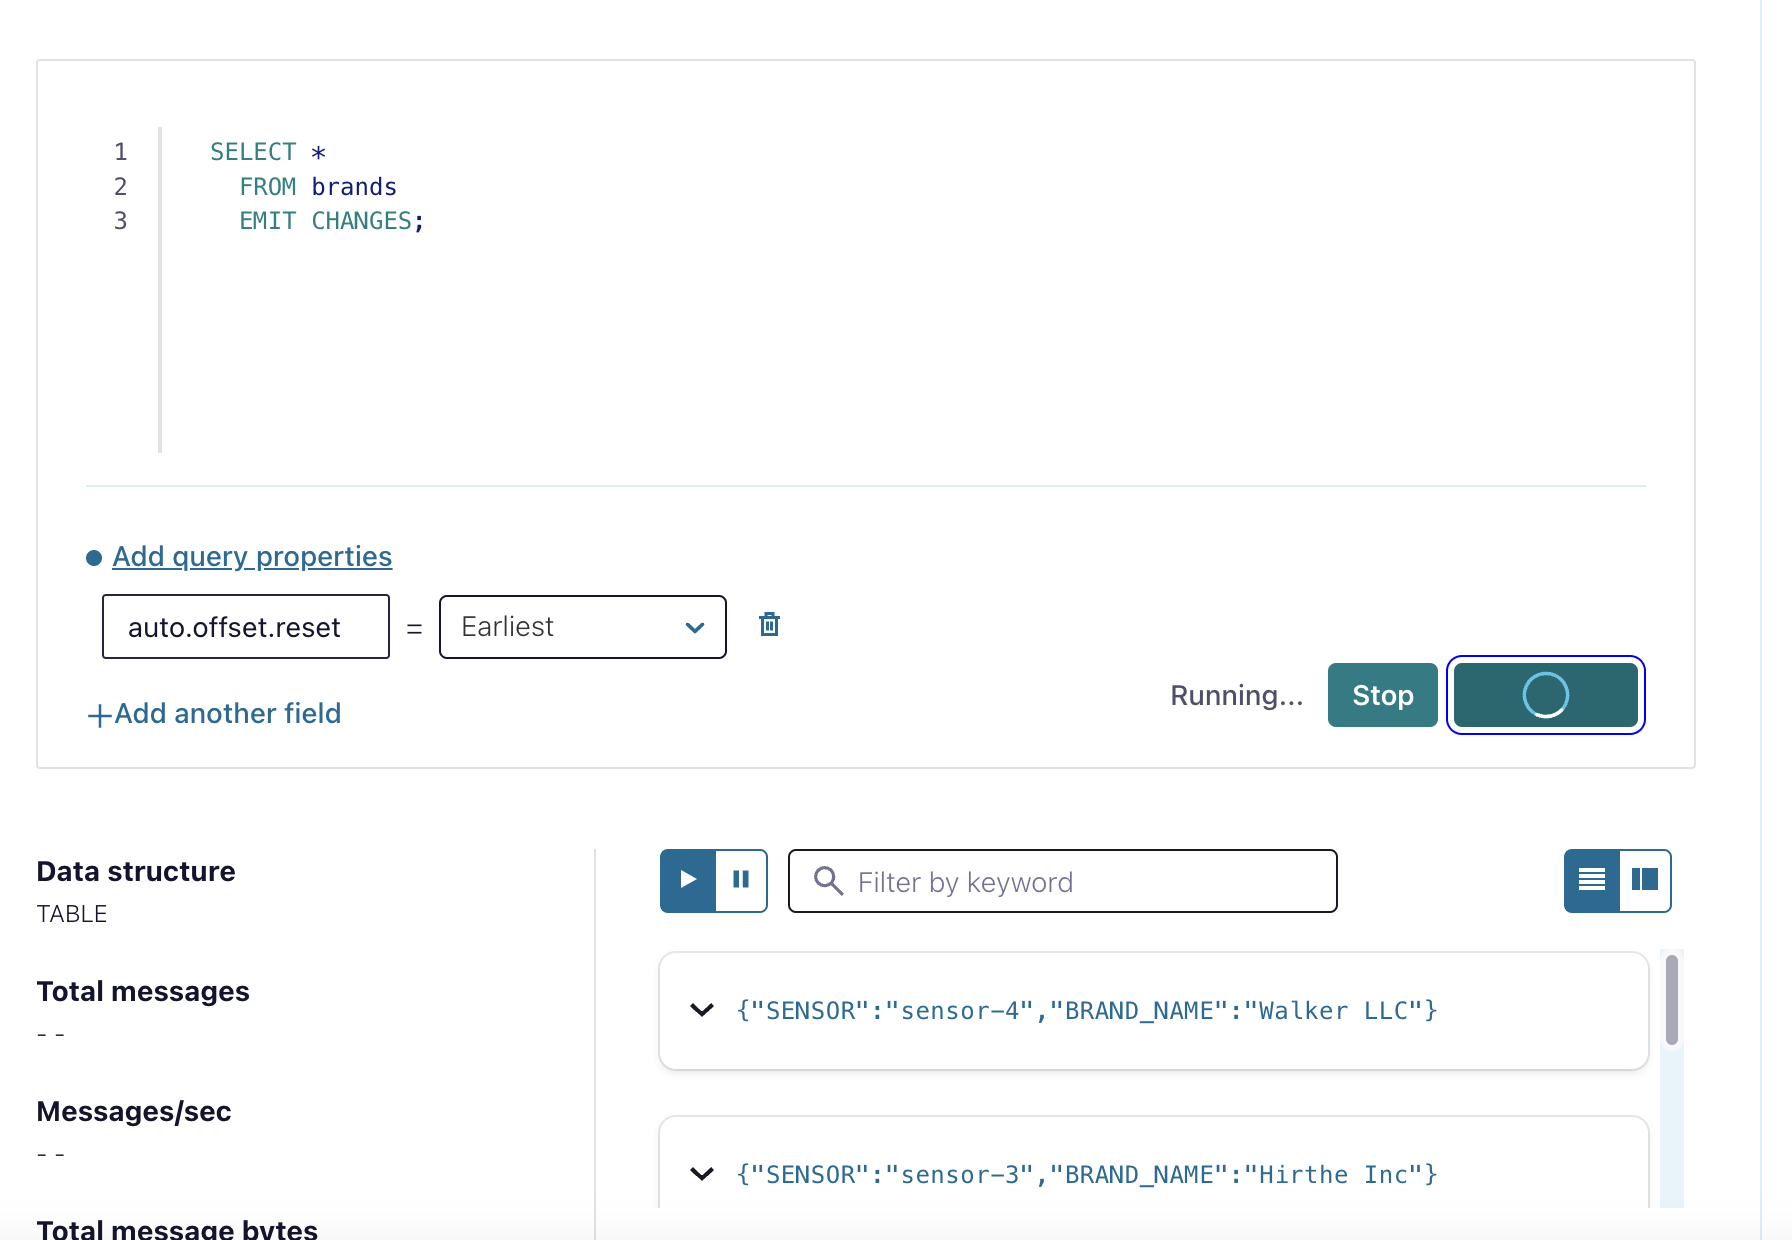 1 SELECT *
2 FROM brands
3 EMIT CHANGES;
Add query properties
auto.offset.reset = Earliest
+Add another field
Running... Stop
Data structure
TABLE
Total messages
- -
Messages/sec
- -
Total message bytes
Filter by keyword
{"SENSOR":"sensor-4","BRAND_NAME":"Walker LLC"}
{"SENSOR":"sensor-3","BRAND_NAME":"Hirthe Inc"}